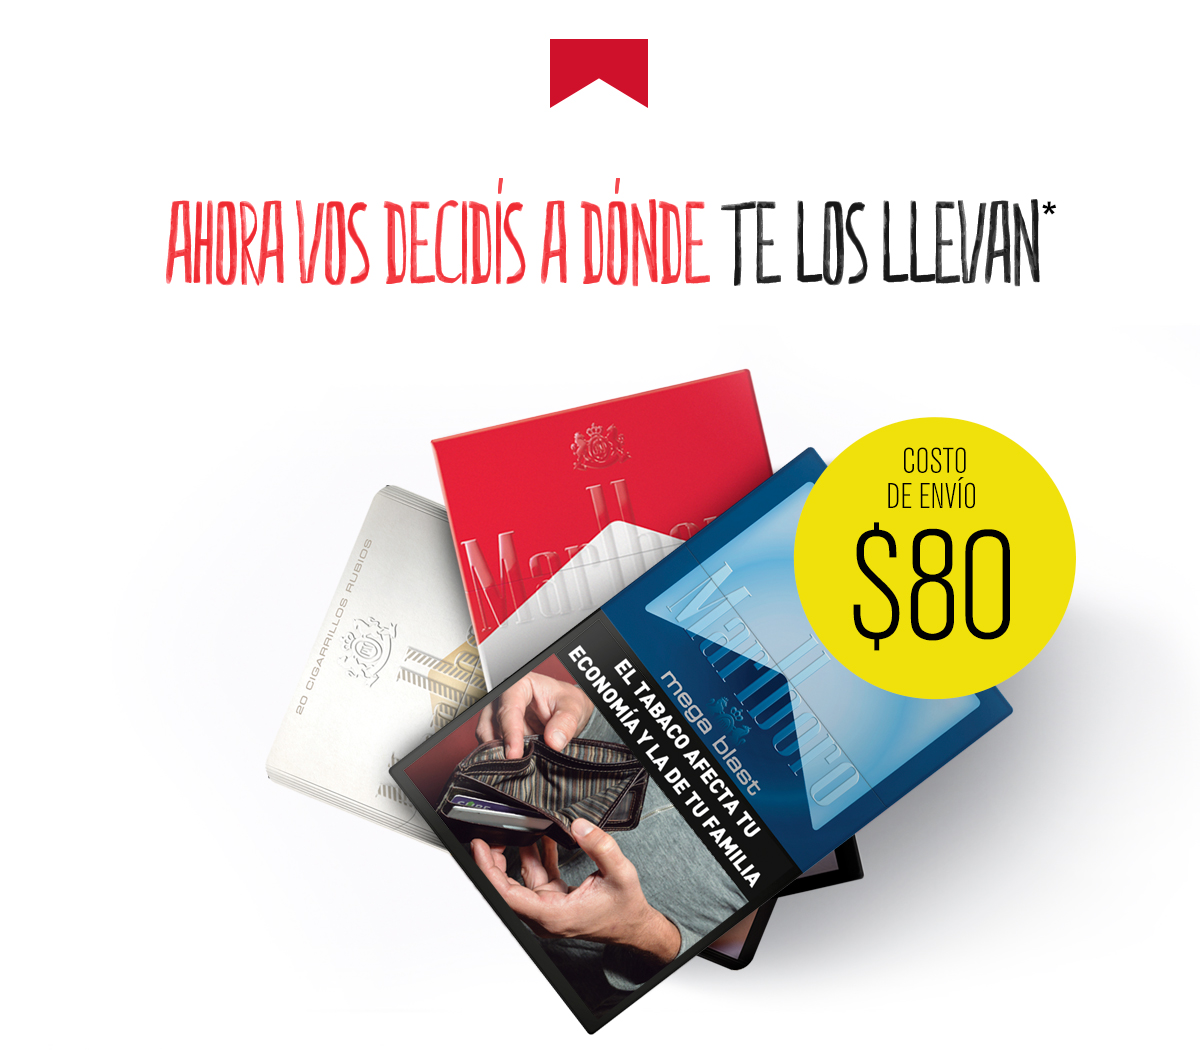 AHORA VOS DECIDÍS A DÓNDE TE LOS LLEVAN*
COSTO
DE ENVÍO
$80
Marlboro
20 CIGARRILLOS RUBIOS
Marlboro
mega blast
EL TABACO AFECTA TU
ECONOMÍA Y LA DE TU FAMILIA